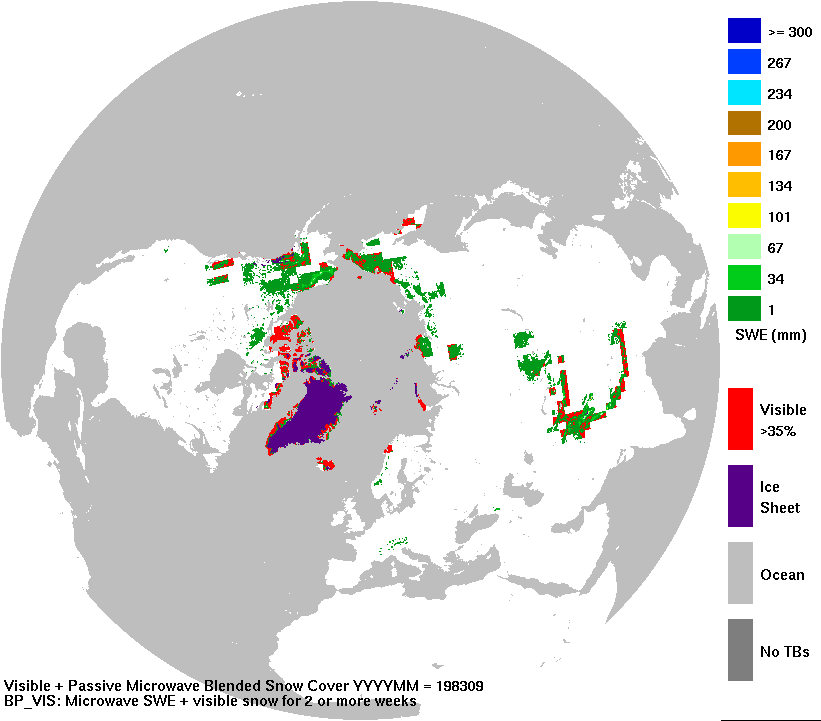 >= 300
267
234
200
167
134
101
67
34
1
SWE (mm)
Visible
>35%
Ice
Sheet
Ocean
No TBs
Visible + Passive Microwave Blended Snow Cover YYYYMM = 198309
BP_VIS: Microwave SWE + visible snow for 2 or more weeks